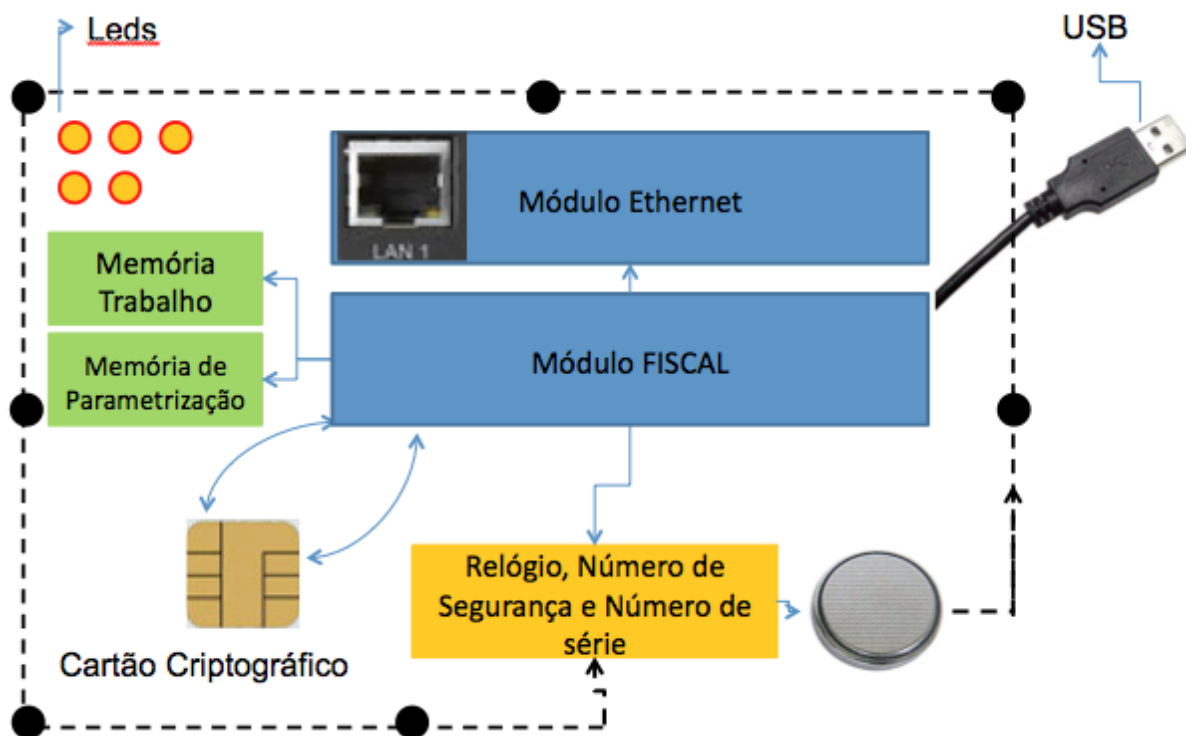 Leds
USB
LAN 1
Módulo Ethernet
Memória
Trabalho
Memória de
Parametrização
Módulo FISCAL
Relógio, Número de
Segurança e Número de
série
Cartão Criptográfico